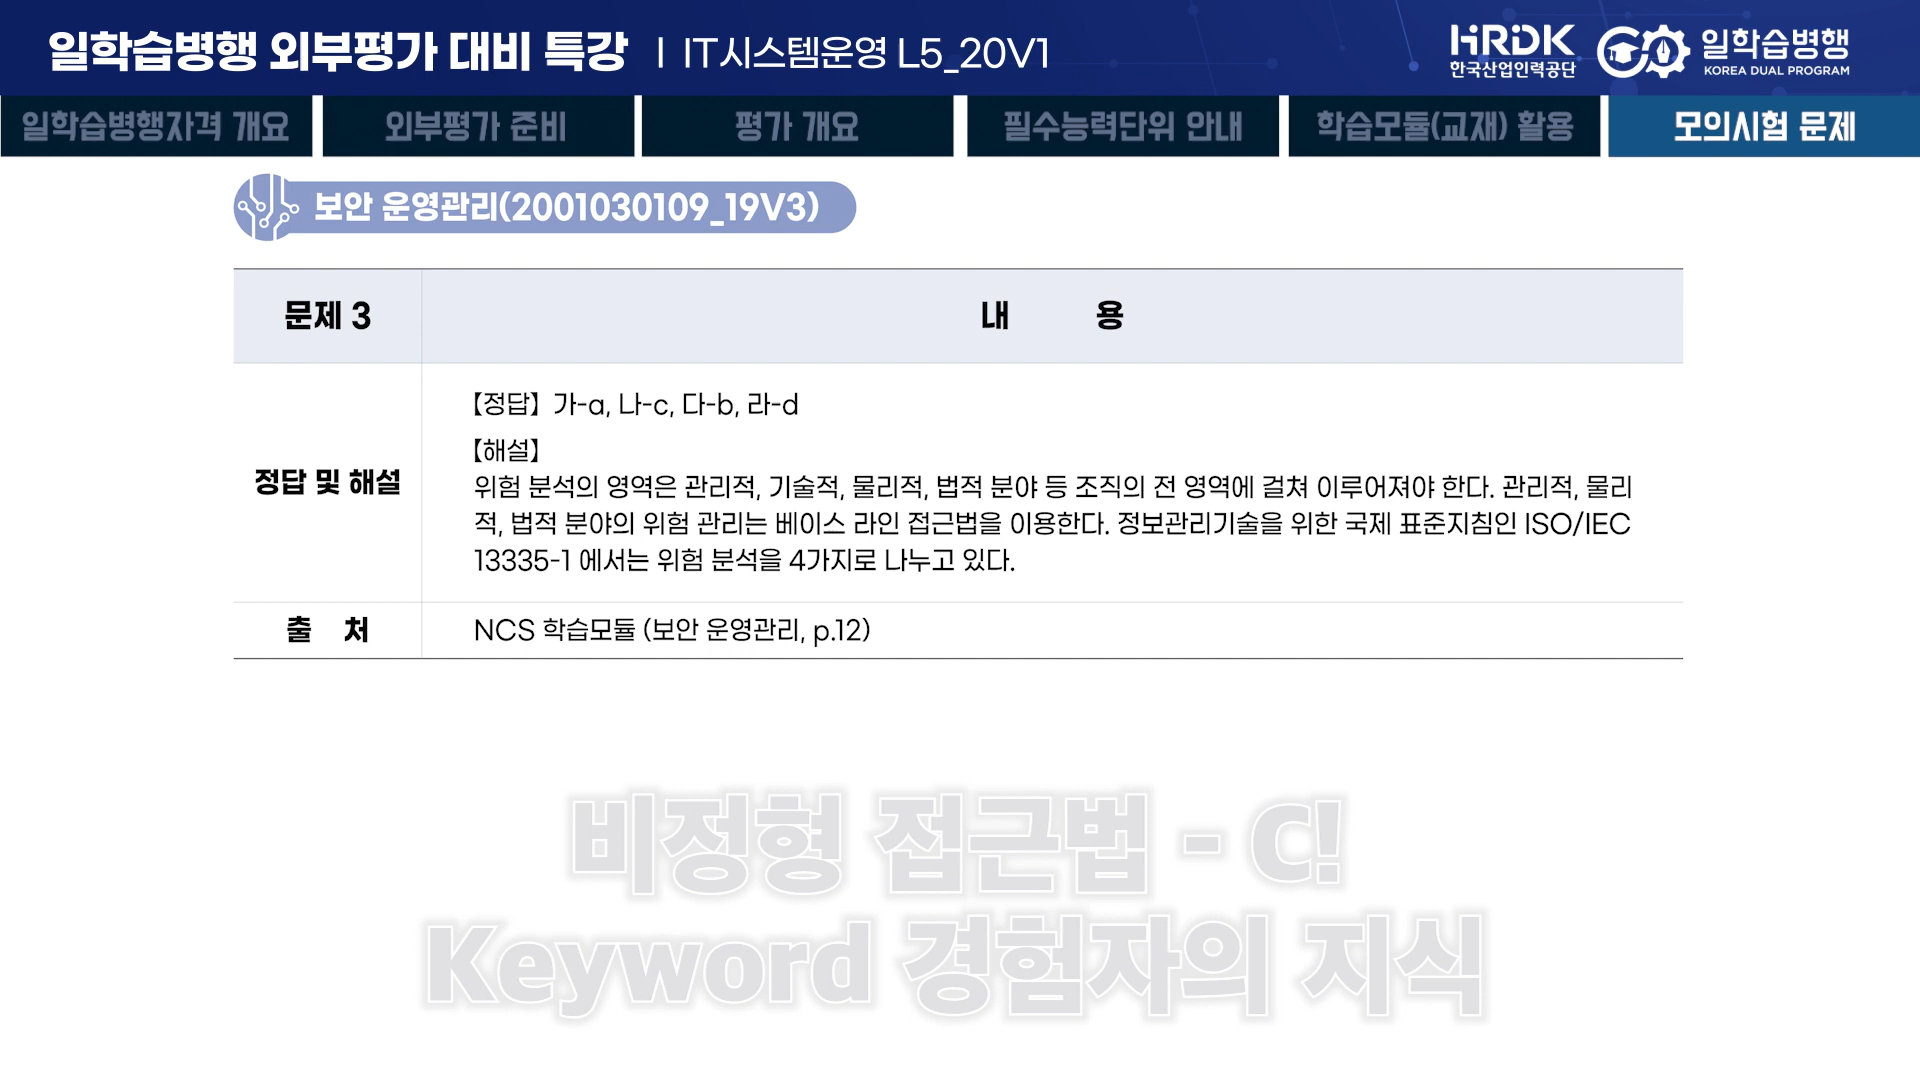 일학습병행 외부평가 대비 특강 | IT시스템운영 L5_20V1
HRDK 한국산업인력공단
일학습병행 KOREA DUAL PROGRAM
일학습병행자격 개요
외부평가 준비
평가 개요
필수능력단위 안내
학습모듈(교재) 활용
모의시험 문제
보안 운영관리(2001030109_19V3)
문제 3
내 용
정답 및 해설
【정답】 가-a, 나-c, 다-b, 라-d
【해설】
위험 분석의 영역은 관리적, 기술적, 물리적, 법적 분야 등 조직의 전 영역에 걸쳐 이루어져야 한다. 관리적, 물리
적, 법적 분야의 위험 관리는 베이스 라인 접근법을 이용한다. 정보관리기술을 위한 국제 표준지침인 ISO/IEC
13335-1 에서는 위험 분석을 4가지로 나누고 있다.
출 처
NCS 학습모듈 (보안 운영관리, p.12)
비정형 접근법 - C!
Keyword 경험자의 지식